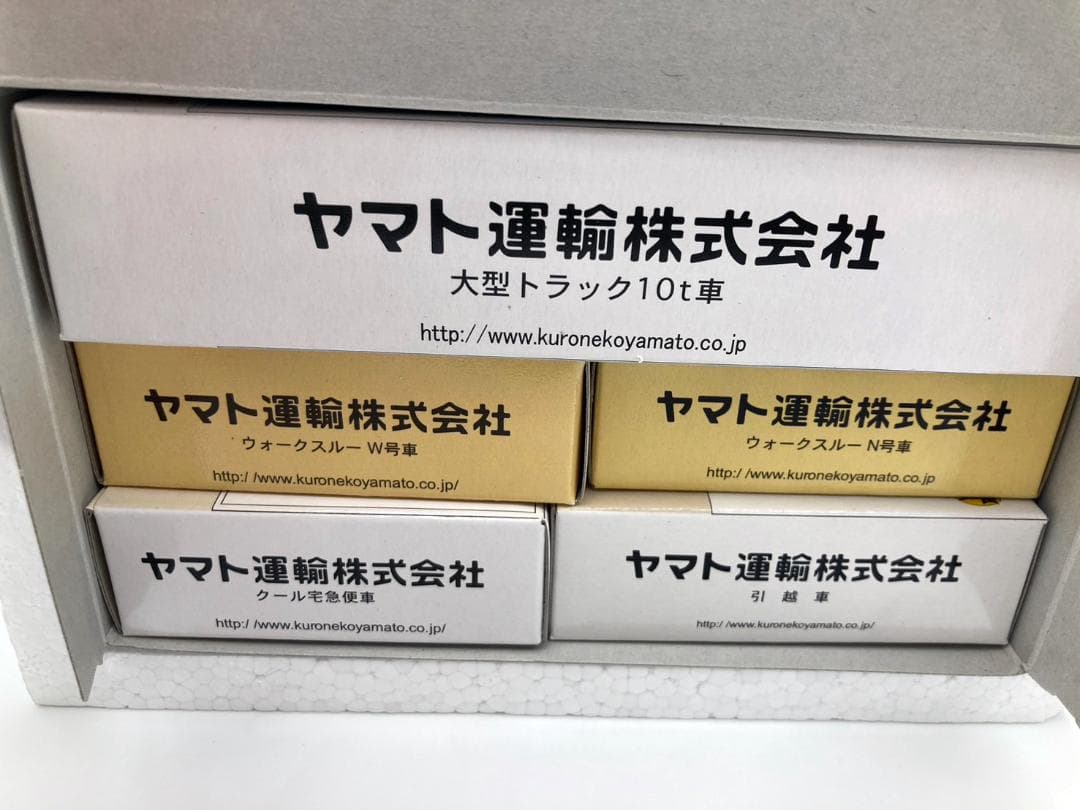 ヤマト運輸株式会社
大型トラック10t車
http://www.kuronekoyamato.co.jp
ヤマト運輸株式会社
ウォークスルー W号車
http://www.kuronekoyamato.co.jp/
ヤマト運輸株式会社
ウォークスルー N号車
http://www.kuronekoyamato.co.jp
ヤマト運輸株式会社
クール宅急便車
http://www.kuronekoyamato.co.jp/
ヤマト運輸株式会社
引越車
http://www.kuronekoyamato.co.jp/